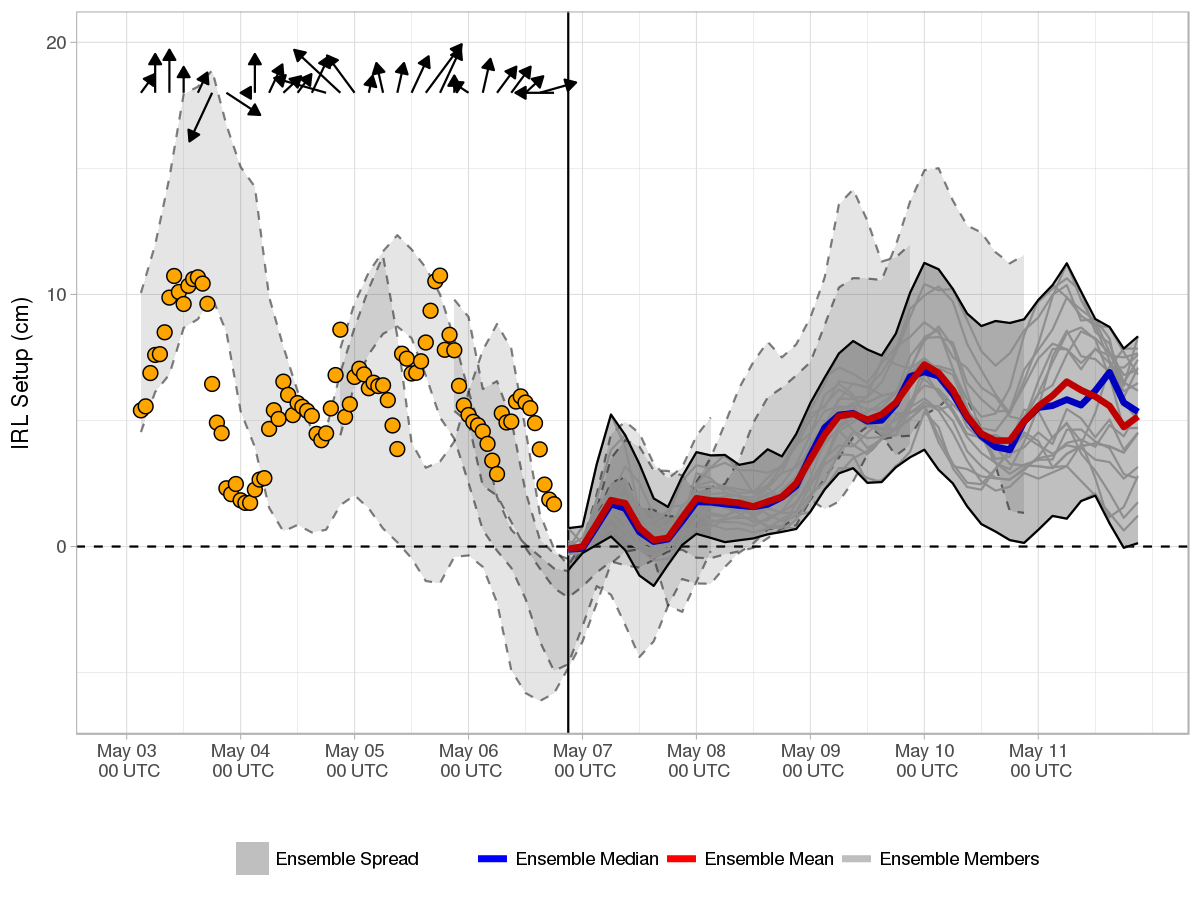 20
10
0
IRL Setup (cm)
May 03 May 04 May 05 May 06 May 07 May 08 May 09 May 10 May 11
00 UTC 00 UTC 00 UTC 00 UTC 00 UTC 00 UTC 00 UTC 00 UTC 00 UTC
Ensemble Spread Ensemble Median Ensemble Mean Ensemble Members